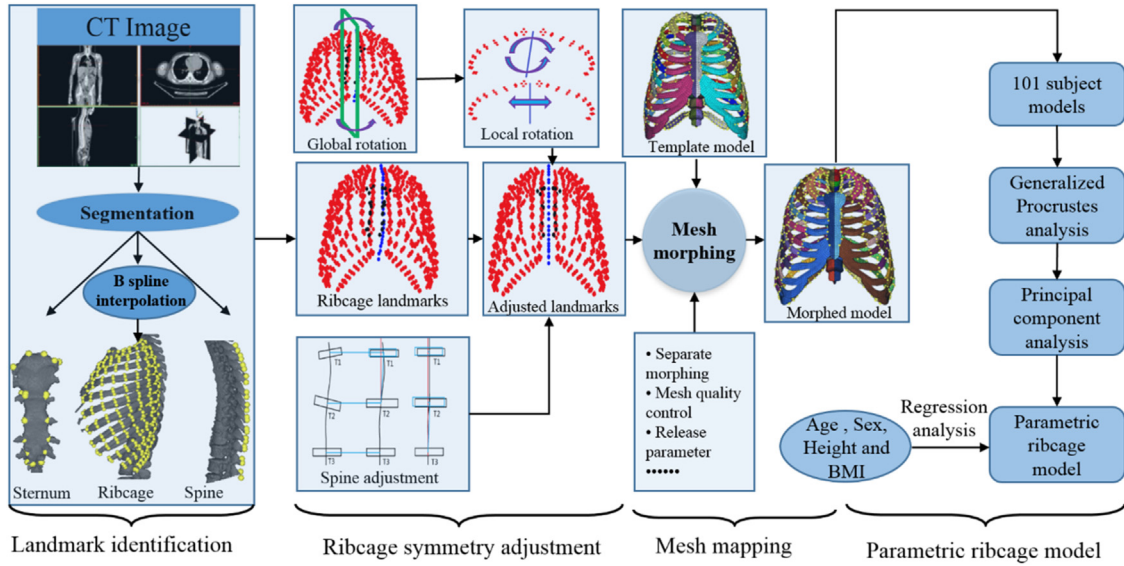 CT Image
Segmentation
B spline
interpolation
Sternum
Ribcage
Spine
Landmark identification
Global rotation
Local rotation
Ribcage landmarks
Adjusted landmarks
T1
T1
T1
T2
T2
T2
T3
T3
T3
Spine adjustment
Ribcage symmetry adjustment
Template model
Mesh
morphing
Morphed model
• Separate
morphing
• Mesh quality
control
• Release
parameter
••••••
Mesh mapping
101 subject
models
Generalized
Procrustes
analysis
Principal
component
analysis
Age , Sex,
Height and
BMI
Regression
analysis
Parametric
ribcage
model
Parametric ribcage model